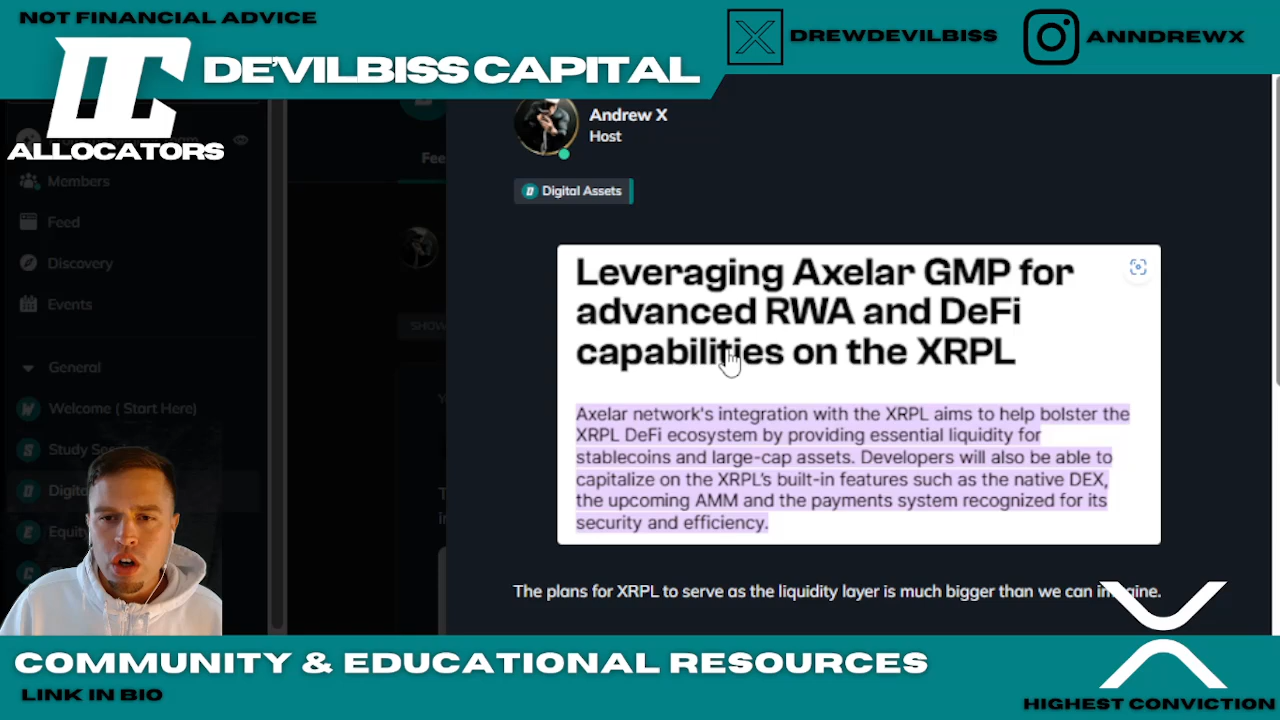 NOT FINANCIAL ADVICE
DE'VILBISS CAPITAL
ALLOCATORS
DREWDEVILBISS
ANNDREWX
Members
Feed
Discovery
Events
General
Welcome ( Start Here)
Study
Digit
Equity
Fee
SHOW
Andrew X
Host
Digital Assets
Leveraging Axelar GMP for
advanced RWA and DeFi
capabilities on the XRPL
Axelar network's integration with the XRPL aims to help bolster the
XRPL DeFi ecosystem by providing essential liquidity for
stablecoins and large-cap assets. Developers will also be able to
capitalize on the XRPL's built-in features such as the native DEX,
the upcoming AMM and the payments system recognized for its
security and efficiency.
The plans for XRPL to serve as the liquidity layer is much bigger than we can imagine.
COMMUNITY & EDUCATIONAL RESOURCES
LINK IN BIO
HIGHEST CONVICTION